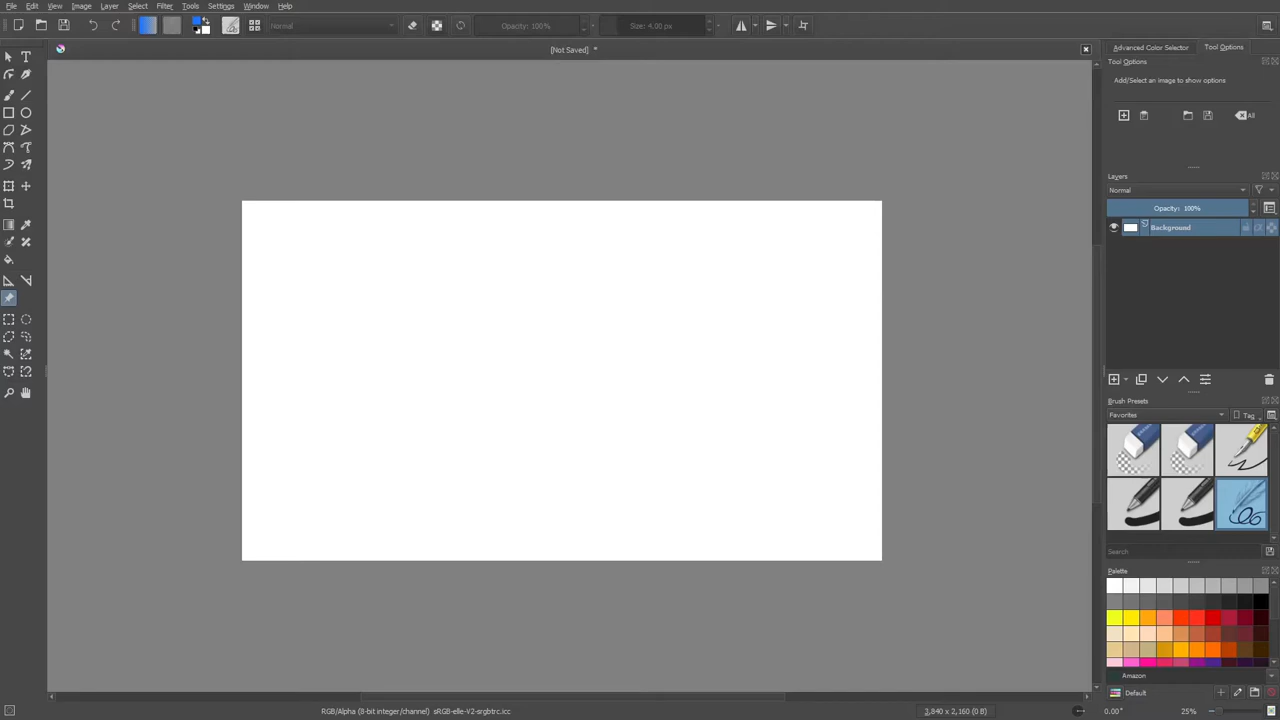 File Edit View Image Layer Select Filter Tools Settings Window Help
Normal Opacity: 100% Size: 4.00 px
[Not Saved] *
Advanced Color Selector Tool Options
Tool Options
Add/Select an image to show options
All
Layers
Normal
Opacity: 100%
Background
Brush Presets
Favorites Tag
Search
Palette
Amazon
Default
RGB/Alpha (8-bit integer/channel) sRGB-elle-V2-srgbtrc.icc 3,840 x 2,160 (0 B) 0.00° 25%